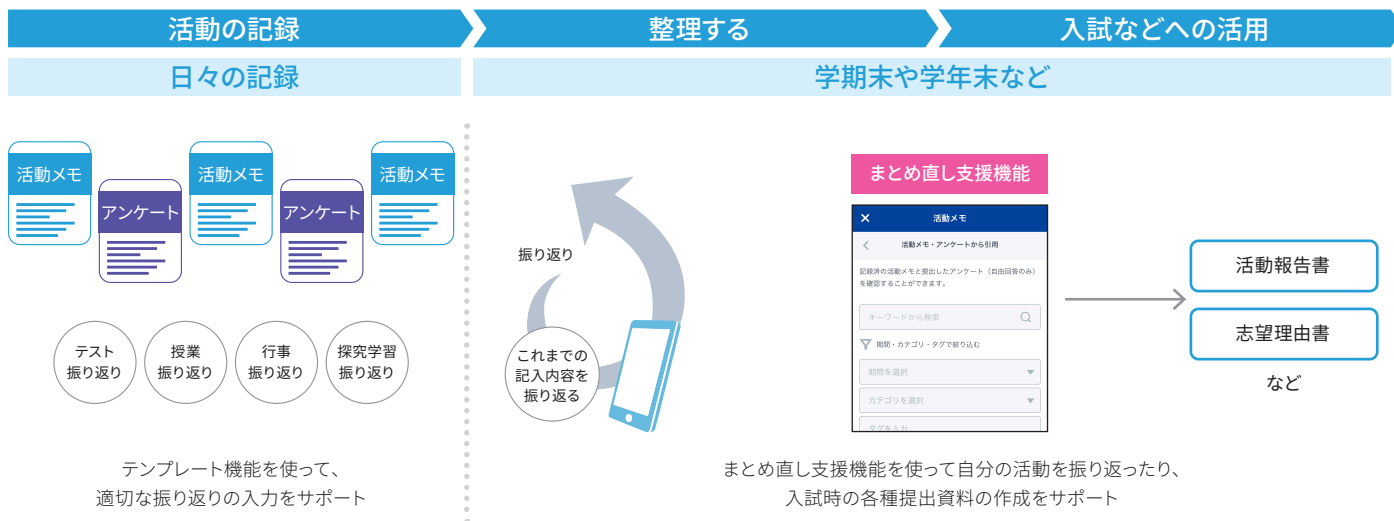 活動の記録
整理する
入試などへの活用
日々の記録
学期末や学年末など
活動メモ
アンケート
活動メモ
アンケート
活動メモ
テスト
振り返り
授業
振り返り
行事
振り返り
探究学習
振り返り
テンプレート機能を使って、
適切な振り返りの入力をサポート
振り返り
これまでの
記入内容を
振り返る
まとめ直し支援機能
× 活動メモ
< 活動メモ・アンケートから引用
記録済の活動メモと提出したアンケート（自由回答のみ）
を確認することができます。
キーワードから検索
期間・カテゴリ・タグで絞り込む
期間を選択
カテゴリを選択
タグを入力
活動報告書
志望理由書
など
まとめ直し支援機能を使って自分の活動を振り返ったり、
入試時の各種提出資料の作成をサポート